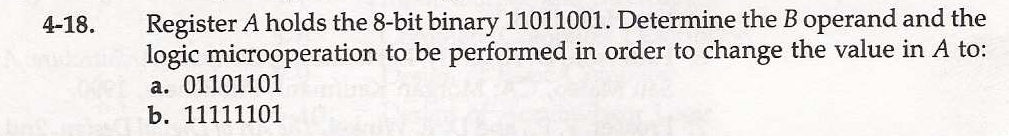 4-18. Register A holds the 8-bit binary 11011001. Determine the B operand and the
logic microoperation to be performed in order to change the value in A to:
a. 01101101
b. 11111101